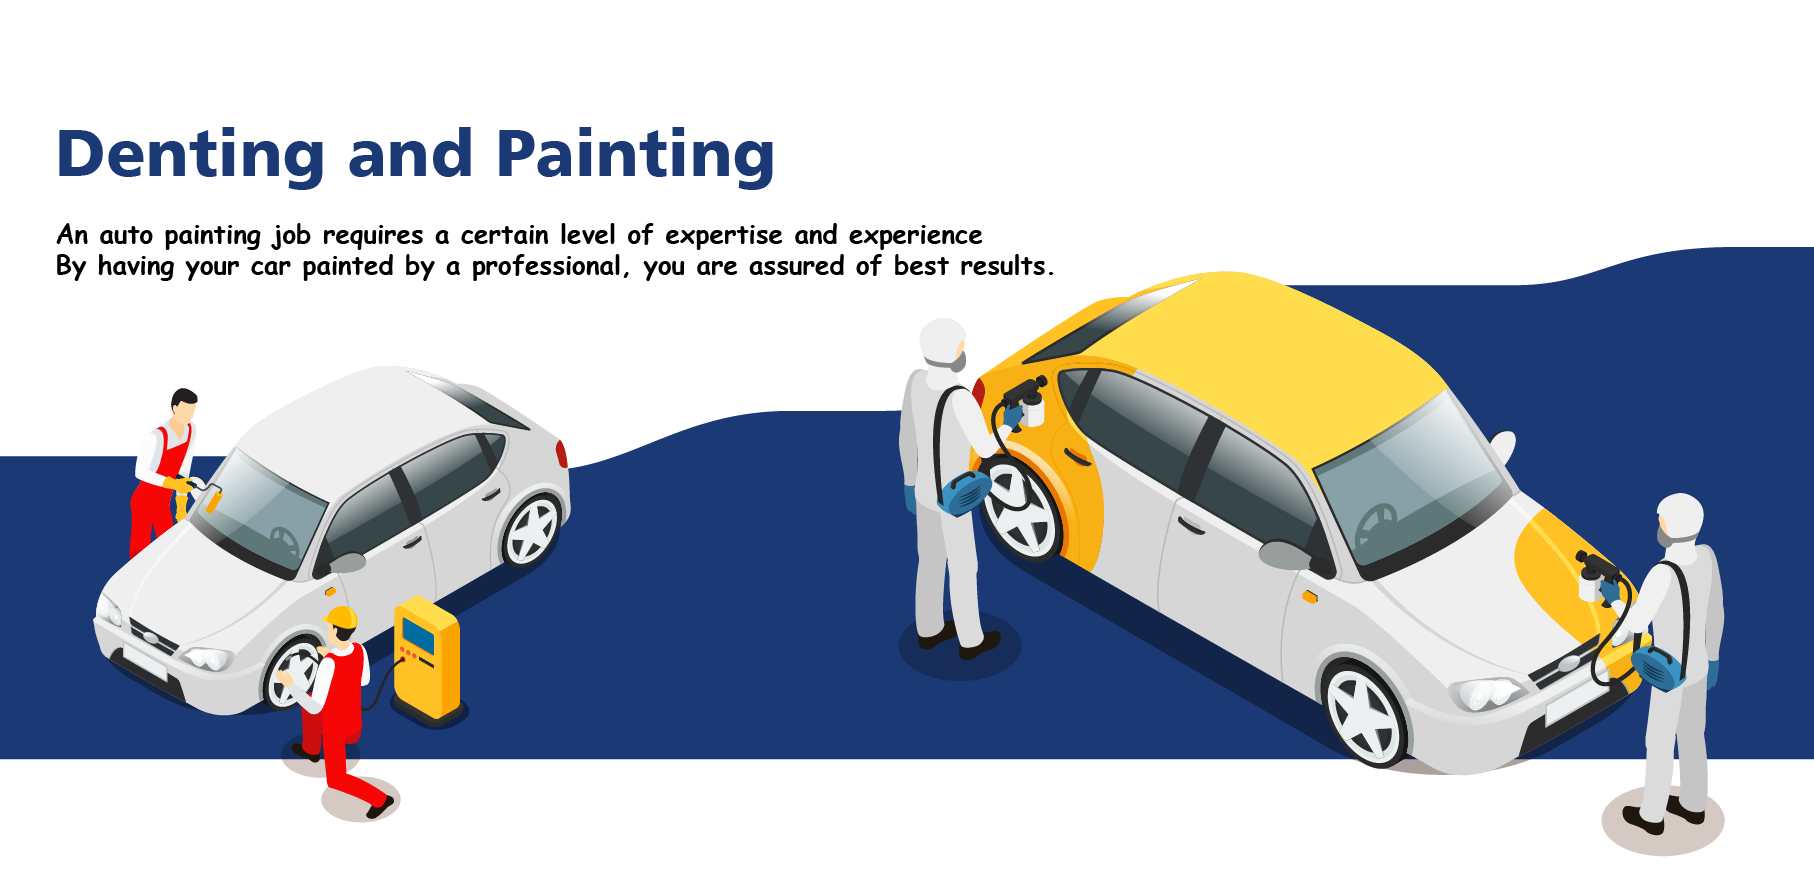 Denting and Painting
An auto painting job requires a certain level of expertise and experience
By having your car painted by a professional, you are assured of best results.